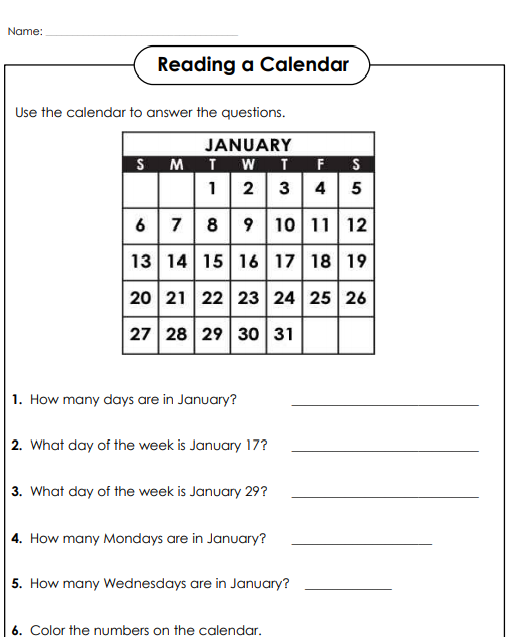 Name:
Reading a Calendar
Use the calendar to answer the questions.
JANUARY
S M T W T F S
1 2 3 4 5
6 7 8 9 10 11 12
13 14 15 16 17 18 19
20 21 22 23 24 25 26
27 28 29 30 31
1. How many days are in January?
2. What day of the week is January 17?
3. What day of the week is January 29?
4. How many Mondays are in January?
5. How many Wednesdays are in January?
6. Color the numbers on the calendar.